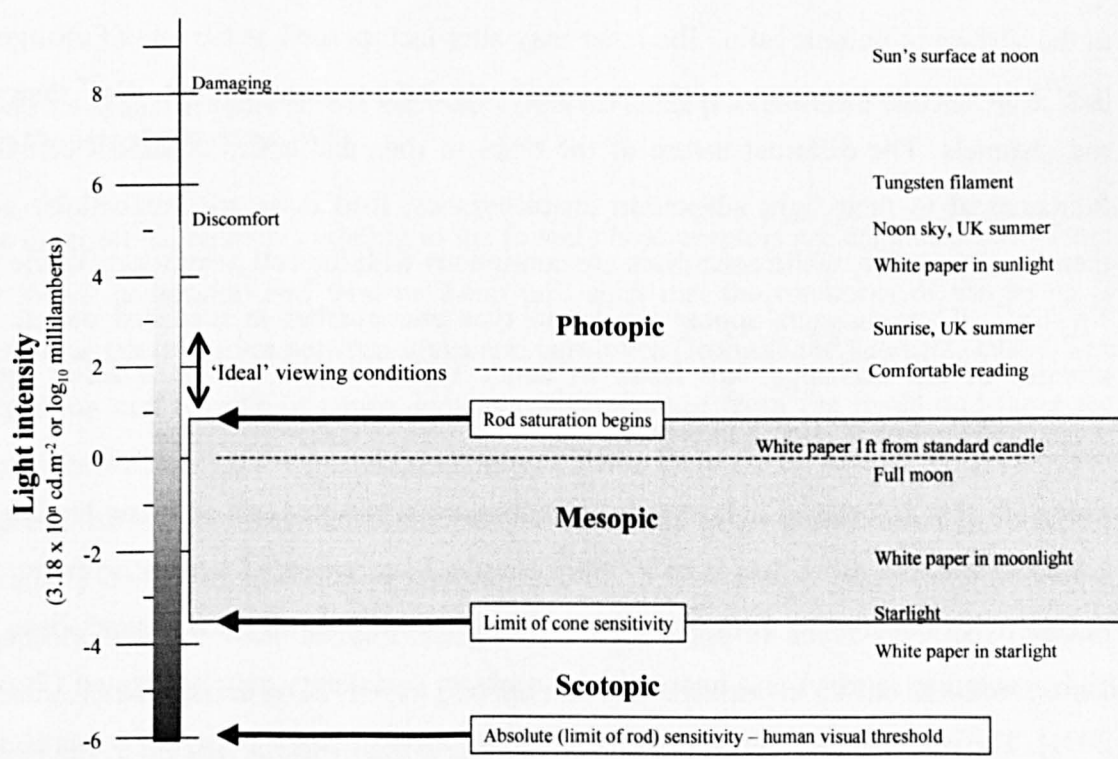 Sun's surface at noon
Damaging
8
6
Tungsten filament
Discomfort
Noon sky, UK summer
White paper in sunlight
Photopic
Sunrise, UK summer
2
'Ideal' viewing conditions
Comfortable reading
Rod saturation begins
White paper 1ft from standard candle
0
Full moon
Mesopic
-2
White paper in moonlight
Starlight
Limit of cone sensitivity
-4
White paper in starlight
Scotopic
Absolute (limit of rod) sensitivity – human visual threshold
-6
Light intensity
(3.18 x 10ⁿ cd.m⁻² or log₁₀ millilamberts)